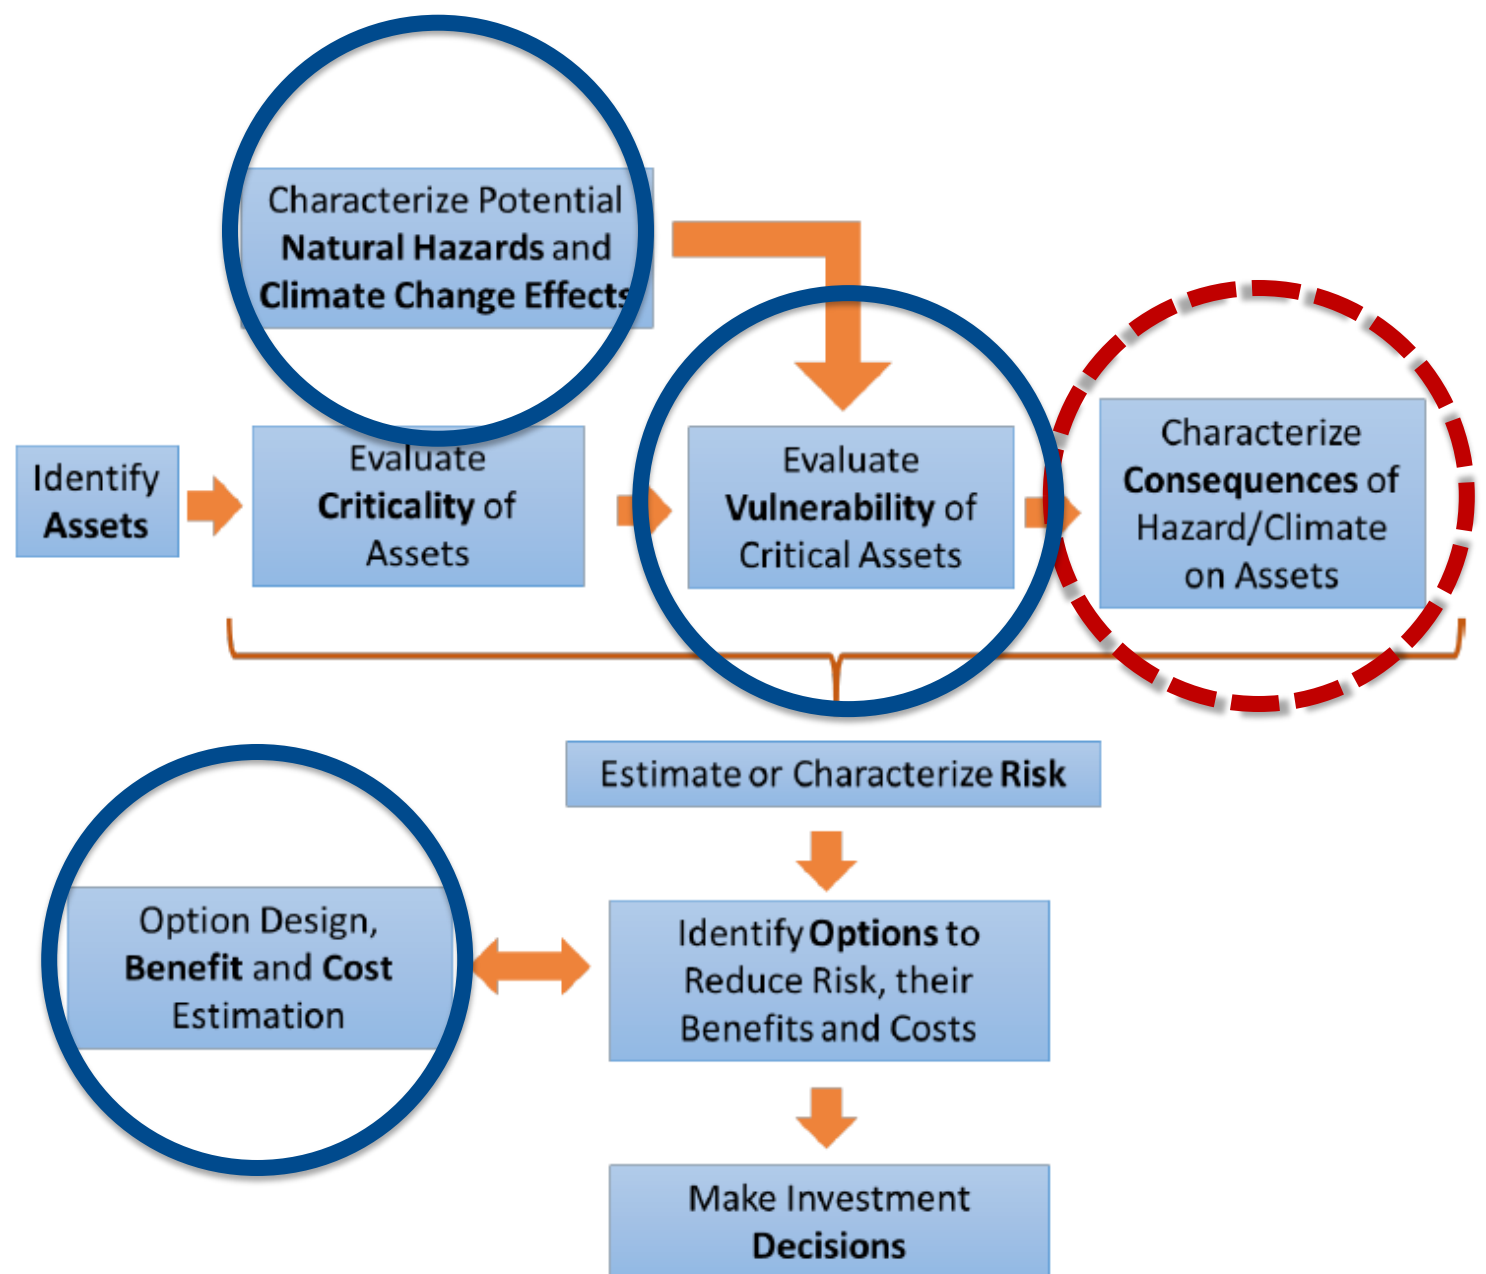 Characterize Potential
Natural Hazards and
Climate Change Effects
Identify
Assets
Evaluate
Criticality of
Assets
Evaluate
Vulnerability of
Critical Assets
Characterize
Consequences of
Hazard/Climate
on Assets
Estimate or Characterize Risk
Option Design,
Benefit and Cost
Estimation
Identify Options to
Reduce Risk, their
Benefits and Costs
Make Investment
Decisions